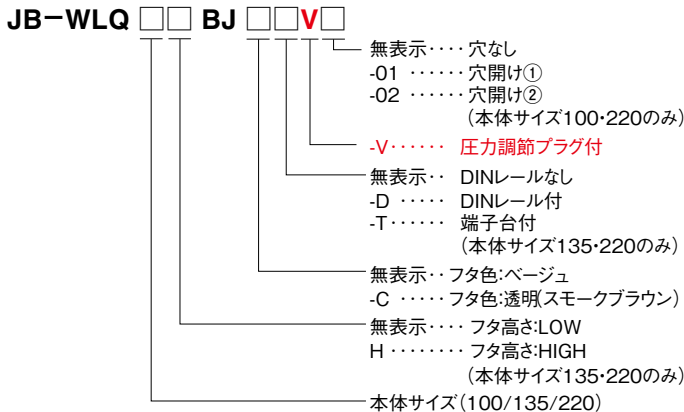 JB-WLQ □□ BJ □□V□
無表示‥‥ 穴なし
-01 ‥‥‥ 穴開け①
-02 ‥‥‥ 穴開け②
(本体サイズ100・220のみ)
-V‥‥‥ 圧力調節プラグ付
無表示‥ DINレールなし
-D ‥‥・ DINレール付
-T‥‥‥ 端子台付
(本体サイズ135・220のみ)
無表示‥フタ色:ベージュ
-C ‥‥・フタ色:透明(スモークブラウン)
無表示‥‥ フタ高さ:LOW
H ‥‥‥‥ フタ高さ:HIGH
(本体サイズ135・220のみ)
本体サイズ(100/135/220)